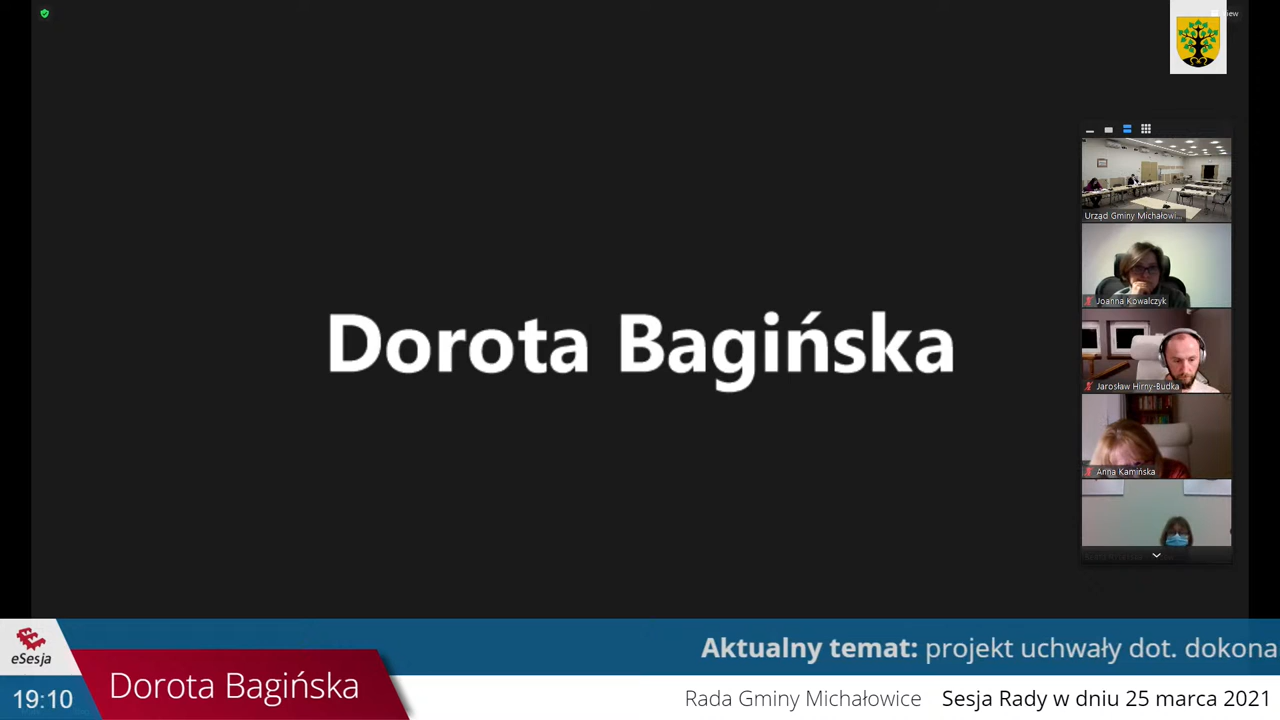 View
Urząd Gminy Michałowi...
Joanna Kowalczyk
Jarosław Hirny-Budka
Anna Kamińska
Dorota Bagińska
eSesja
Aktualny temat: projekt uchwały dot. dokona
19:10
Dorota Bagińska
Rada Gminy Michałowice Sesja Rady w dniu 25 marca 2021